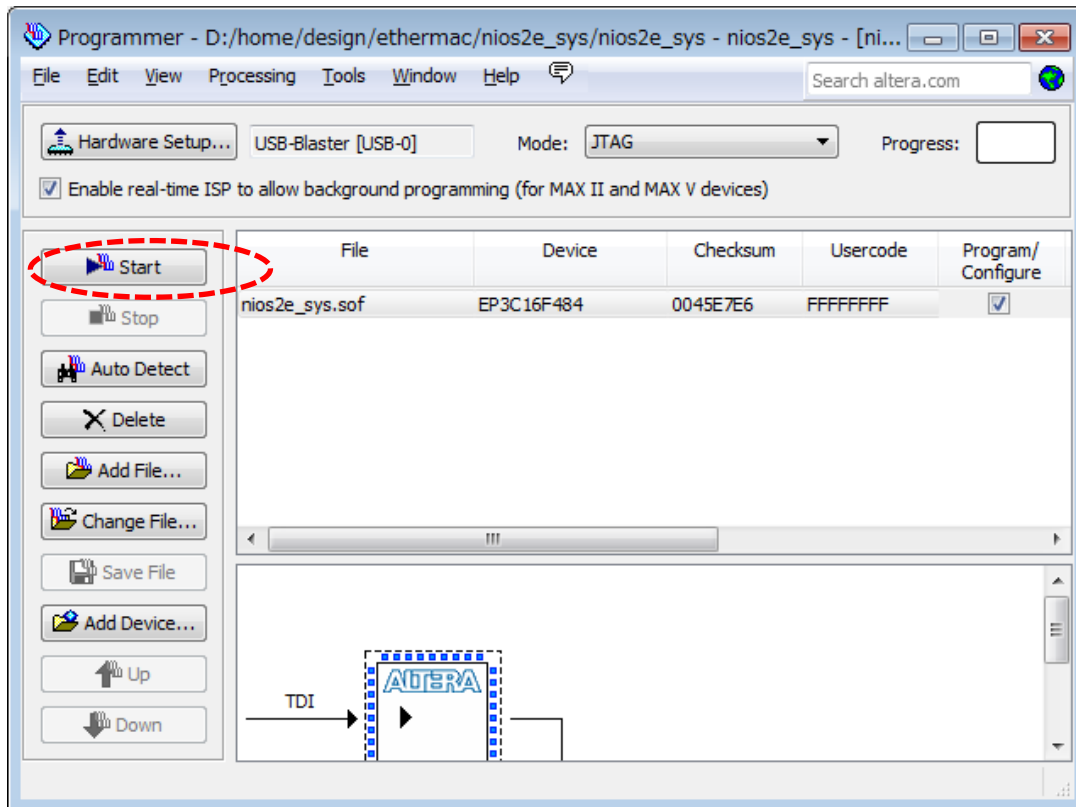 Programmer - D:/home/design/ethermac/nios2e_sys/nios2e_sys - nios2e_sys - [ni...
File Edit View Processing Tools Window Help Search altera.com
Hardware Setup... USB-Blaster [USB-0] Mode: JTAG Progress:
Enable real-time ISP to allow background programming (for MAX II and MAX V devices)
Start
Stop
Auto Detect
Delete
Add File...
Change File...
Save File
Add Device...
Up
Down
File Device Checksum Usercode Program/
Configure
nios2e_sys.sof EP3C16F484 0045E7E6 FFFFFFFF
ALTERA
TDI